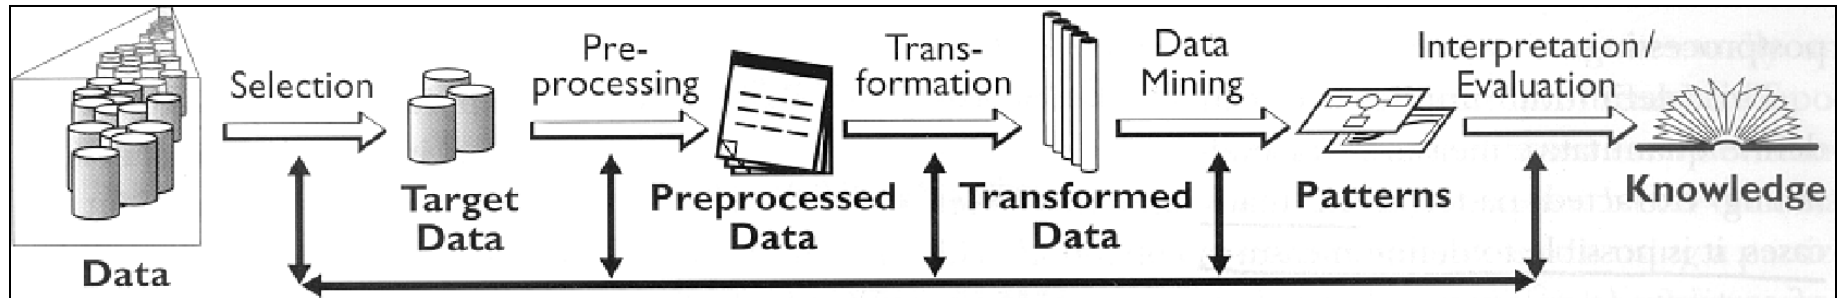 Data
Selection
Target
Data
Pre-
processing
Preprocessed
Data
Trans-
formation
Transformed
Data
Data
Mining
Patterns
Interpretation/
Evaluation
Knowledge